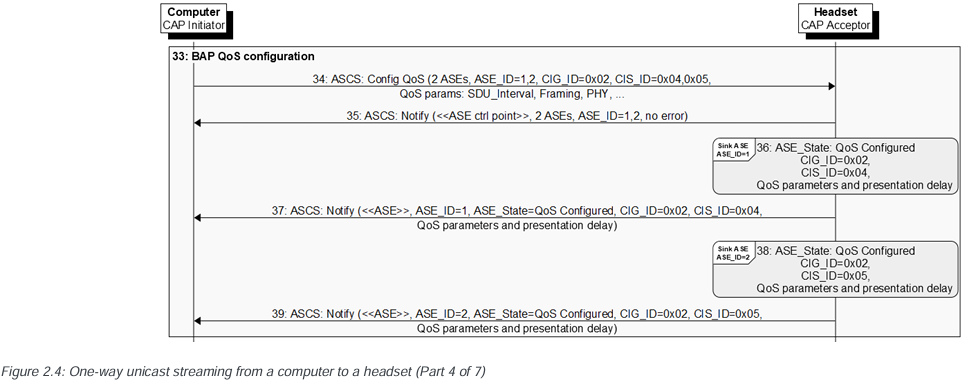 Computer
CAP Initiator
Headset
CAP Acceptor
33: BAP QoS configuration
34: ASCS: Config QoS (2 ASEs, ASE_ID=1,2, CIG_ID=0x02, CIS_ID=0x04,0x05,
QoS params: SDU_Interval, Framing, PHY, ...
35: ASCS: Notify (<<ASE ctrl point>>, 2 ASEs, ASE_ID=1,2, no error)
Sink ASE
ASE_ID=1
36: ASE_State: QoS Configured
CIG_ID=0x02,
CIS_ID=0x04,
QoS parameters and presentation delay
37: ASCS: Notify (<<ASE>>, ASE_ID=1, ASE_State=QoS Configured, CIG_ID=0x02, CIS_ID=0x04,
QoS parameters and presentation delay)
Sink ASE
ASE_ID=2
38: ASE_State: QoS Configured
CIG_ID=0x02,
CIS_ID=0x05,
QoS parameters and presentation delay
39: ASCS: Notify (<<ASE>>, ASE_ID=2, ASE_State=QoS Configured, CIG_ID=0x02, CIS_ID=0x05,
QoS parameters and presentation delay)
Figure 2.4: One-way unicast streaming from a computer to a headset (Part 4 of 7)